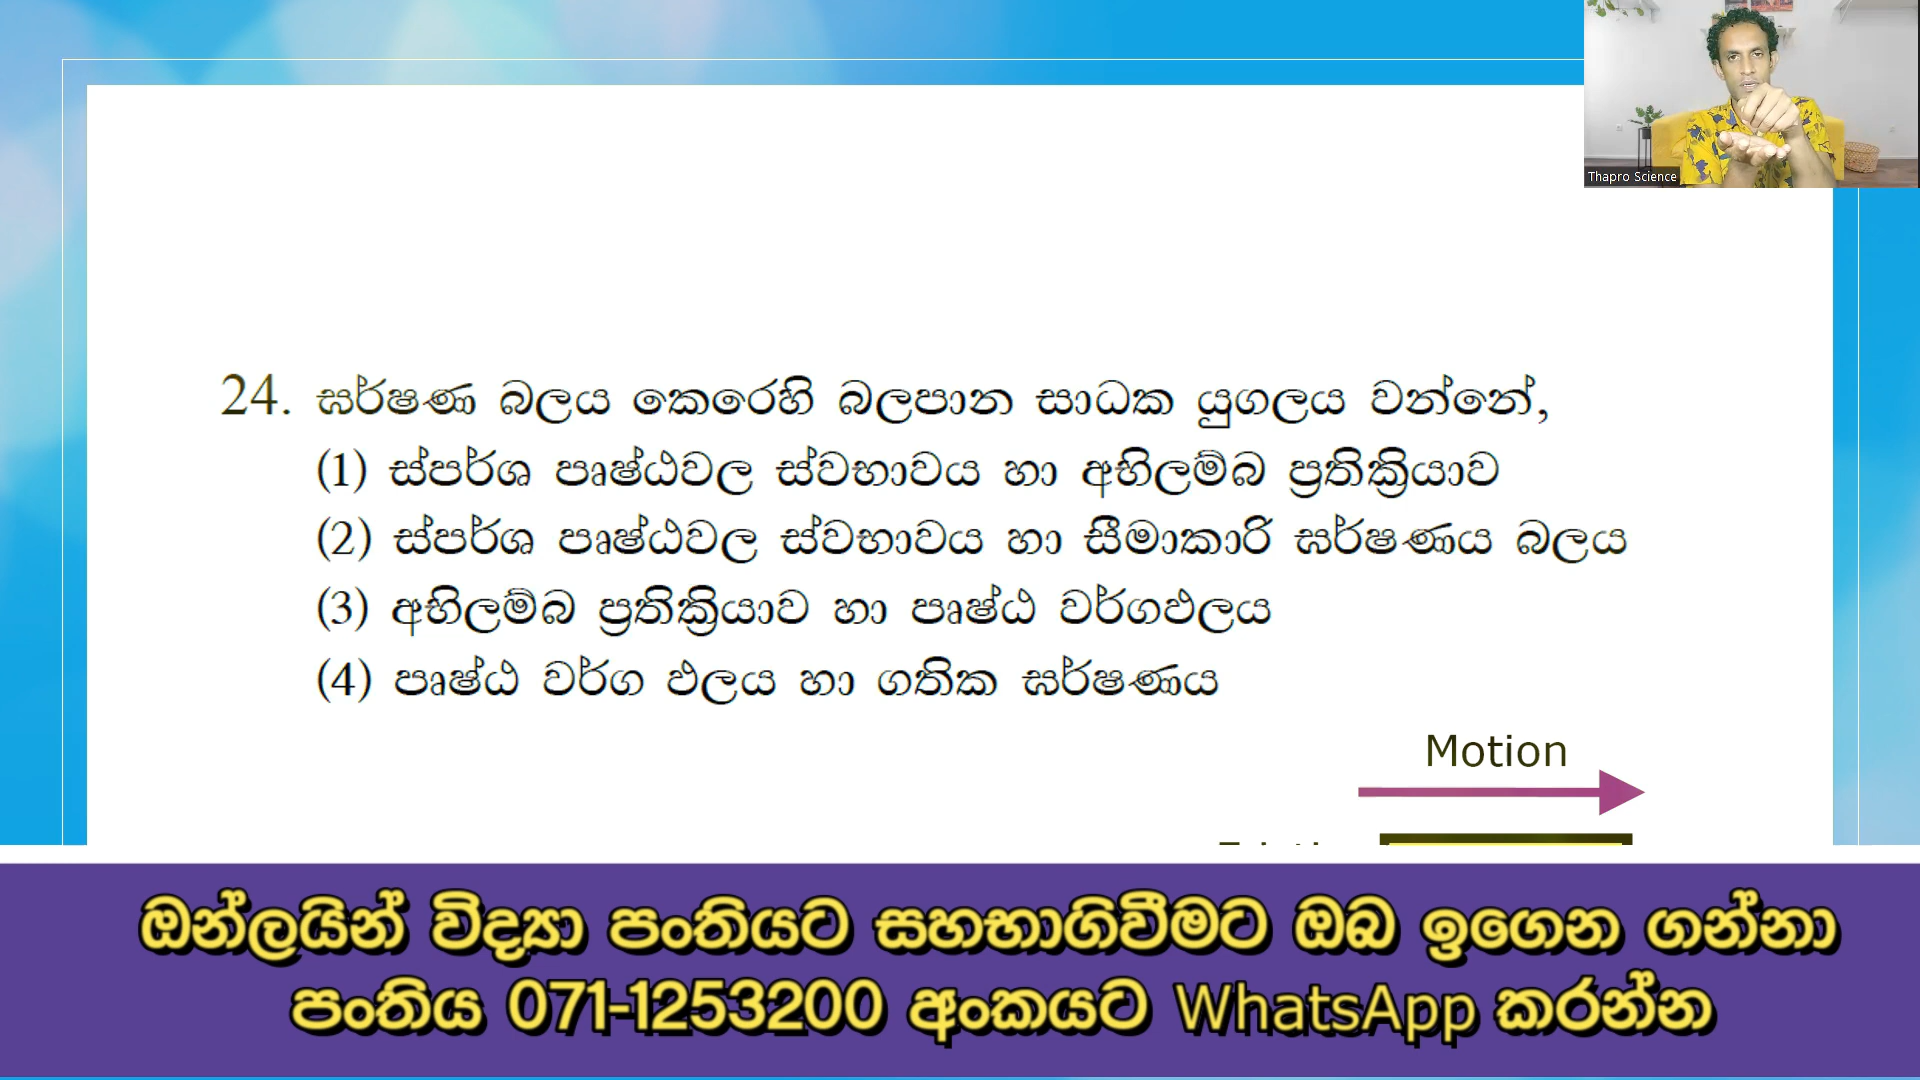 Thapro Science
24. ඝර්ෂණ බලය කෙරෙහි බලපාන සාධක යුගලය වන්නේ,
(1) ස්පර්ශ පෘෂ්ඨවල ස්වභාවය හා අභිලම්බ ප්‍රතික්‍රියාව
(2) ස්පර්ශ පෘෂ්ඨවල ස්වභාවය හා සීමාකාරි ඝර්ෂණය බලය
(3) අභිලම්බ ප්‍රතික්‍රියාව හා පෘෂ්ඨ වර්ගඵලය
(4) පෘෂ්ඨ වර්ග ඵලය හා ගතික ඝර්ෂණය
Motion
ඔන්ලයින් විද්‍යා පංතියට සහභාගිවීමට ඔබ ඉගෙන ගන්නා
පංතිය 071-1253200 අංකයට WhatsApp කරන්න